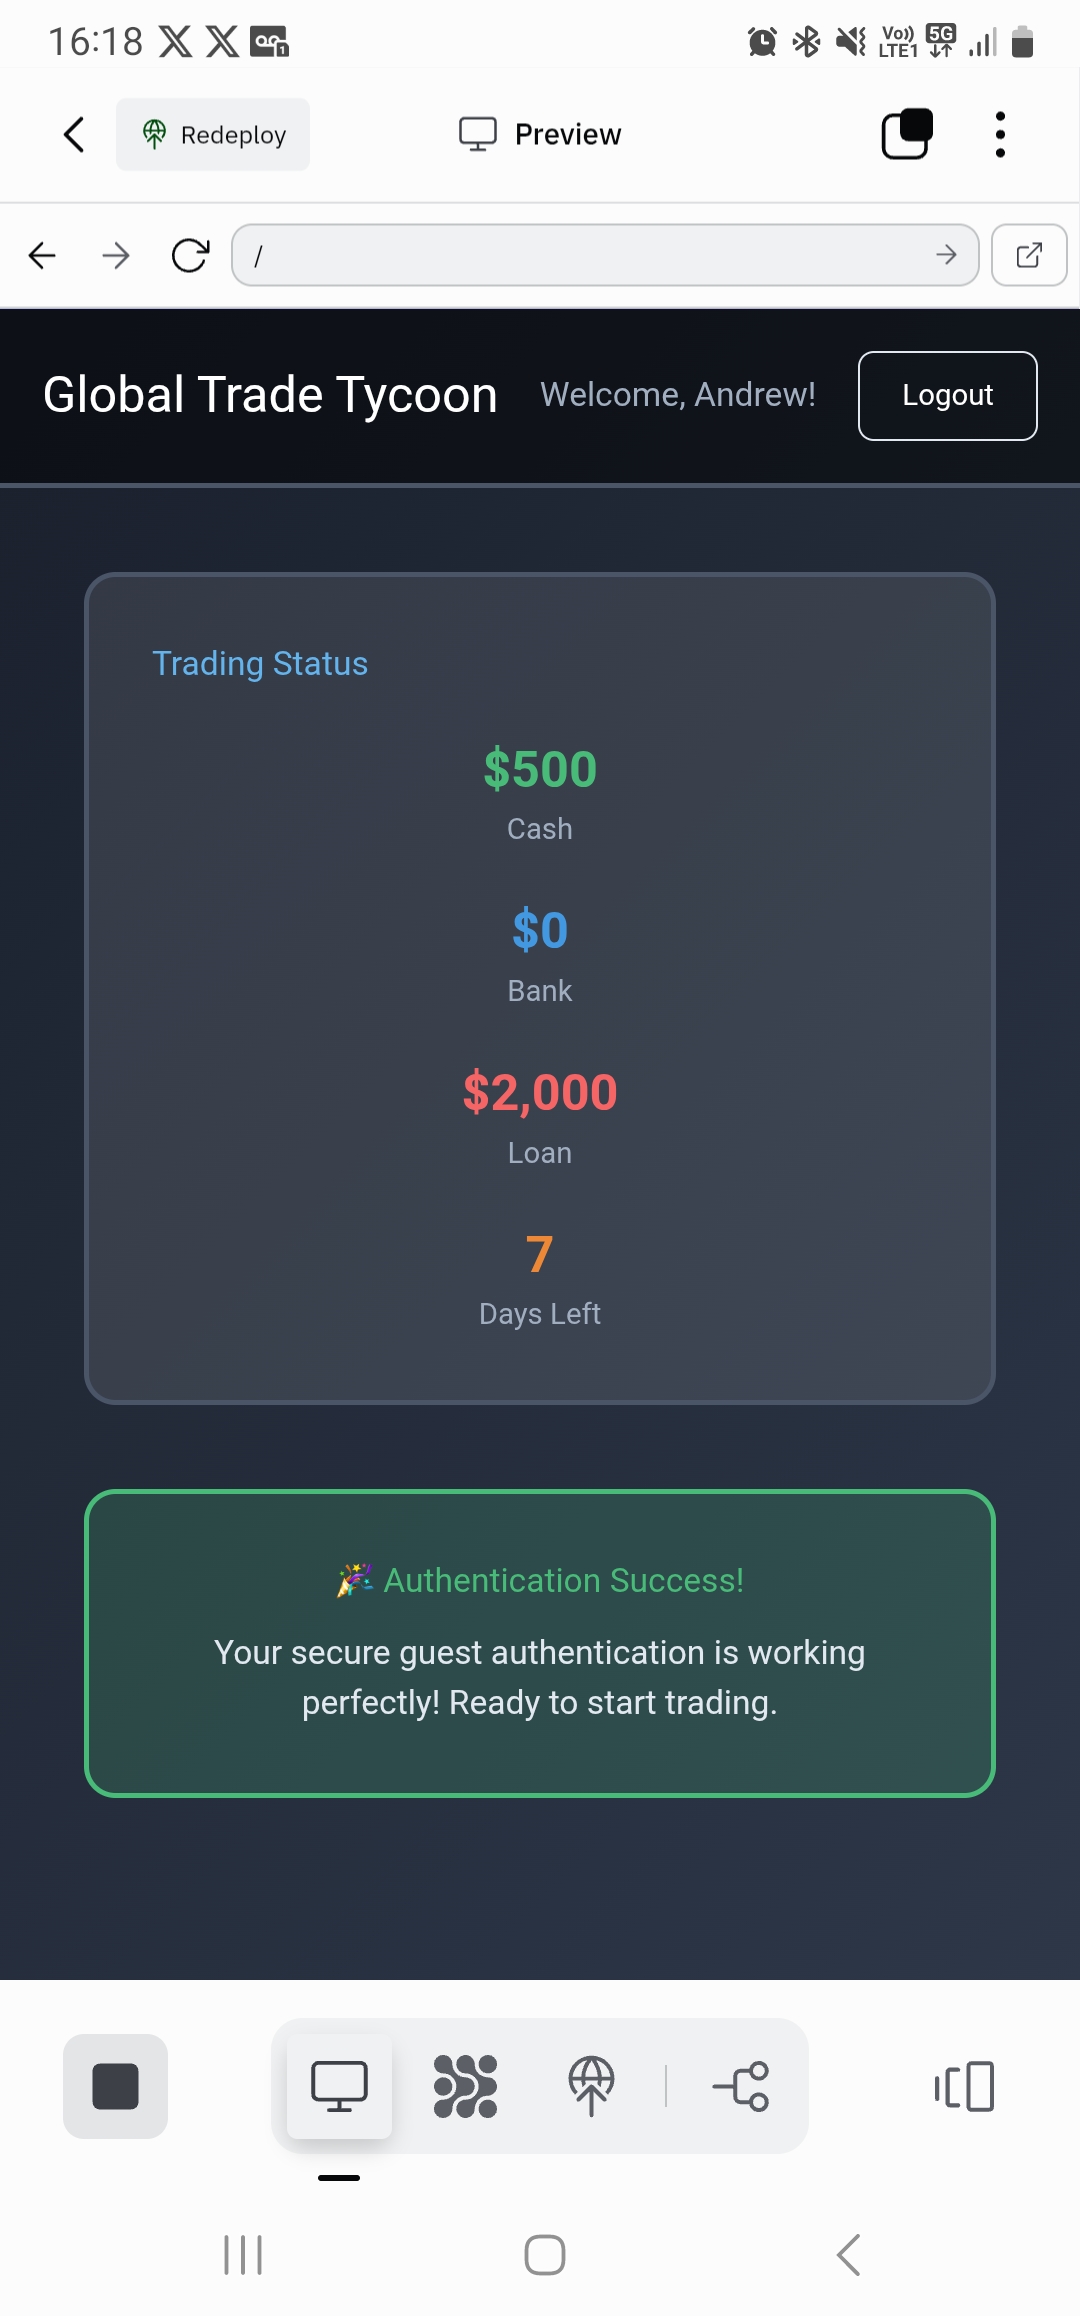 16:18
Vo))
LTE1
5G
1
Redeploy
Preview
/
Global Trade Tycoon
Welcome, Andrew!
Logout
Trading Status
$500
Cash
$0
Bank
$2,000
Loan
7
Days Left
🎉 Authentication Success!
Your secure guest authentication is working
perfectly! Ready to start trading.